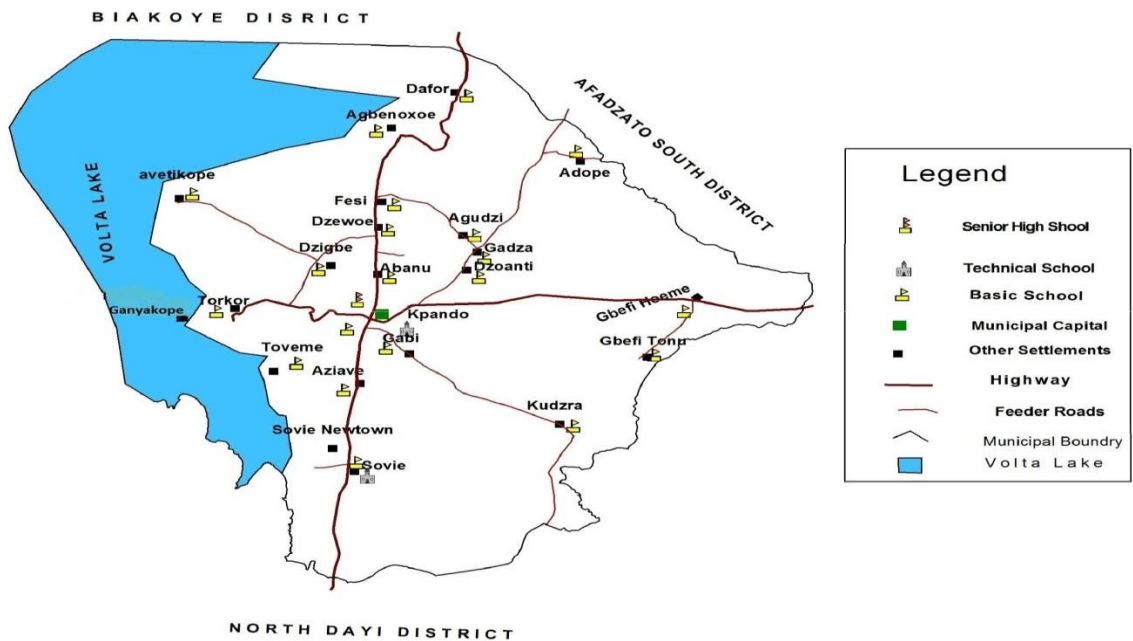 BIAKOYE DISRICT
AFADZATO SOUTH DISTRICT
VOLTA LAKE
Dafor
Agbenoxoe
Adope
avetikope
Fesi
Agudzi
Dzewoe
Gadza
Dzigbe
Abanu
Dzoanti
Ganyakope
Torkor
Kpando
Gbefi Hoeme
Gabi
Gbefi Tonu
Toveme
Aziave
Kudzra
Sovie Newtown
Sovie
NORTH DAYI DISTRICT
Legend
Senior High Shool
Technical School
Basic School
Municipal Capital
Other Settlements
Highway
Feeder Roads
Municipal Boundry
Volta Lake